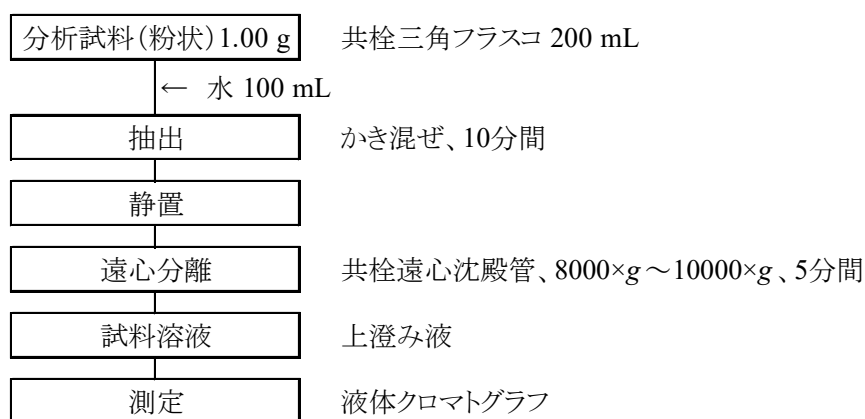 分析試料(粉状)1.00 g 共栓三角フラスコ 200 mL
← 水 100 mL
抽出 かき混ぜ、10分間
静置
遠心分離 共栓遠心沈殿管、8000×g～10000×g、5分間
試料溶液 上澄み液
測定 液体クロマトグラフ